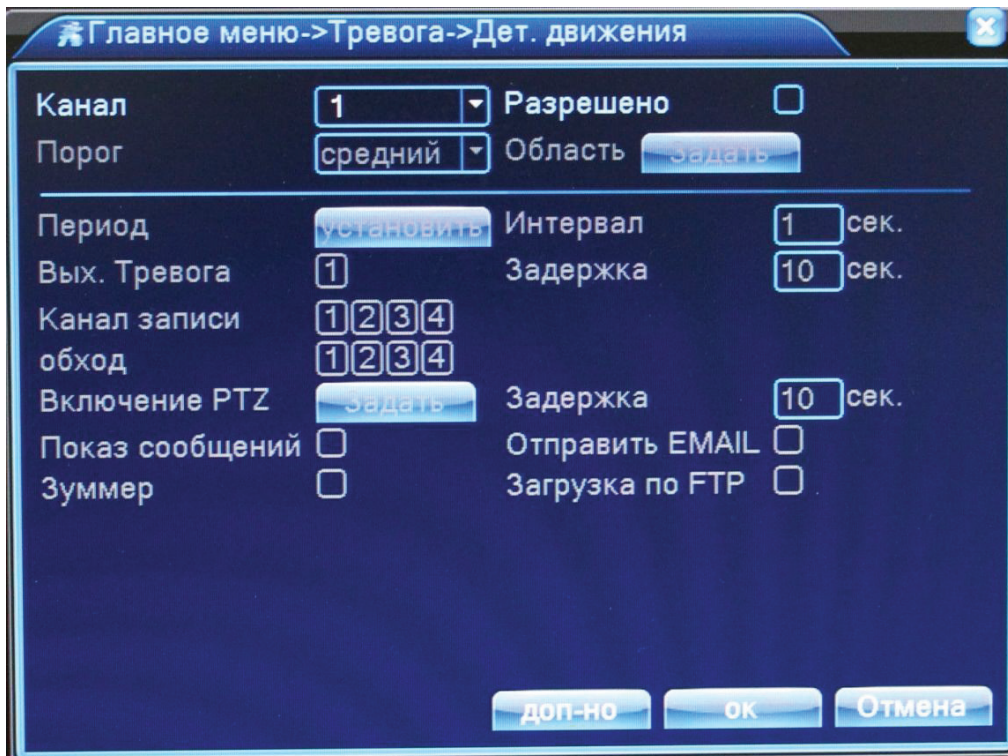 Главное меню->Тревога->Дет. движения
Канал 1 Разрешено
Порог средний Область Задать
Период установить Интервал 1 сек.
Вых. Тревога 1 Задержка 10 сек.
Канал записи 1 2 3 4
обход 1 2 3 4
Включение PTZ Задать Задержка 10 сек.
Показ сообщений Отправить EMAIL
Зуммер Загрузка по FTP
доп-но ок Отмена